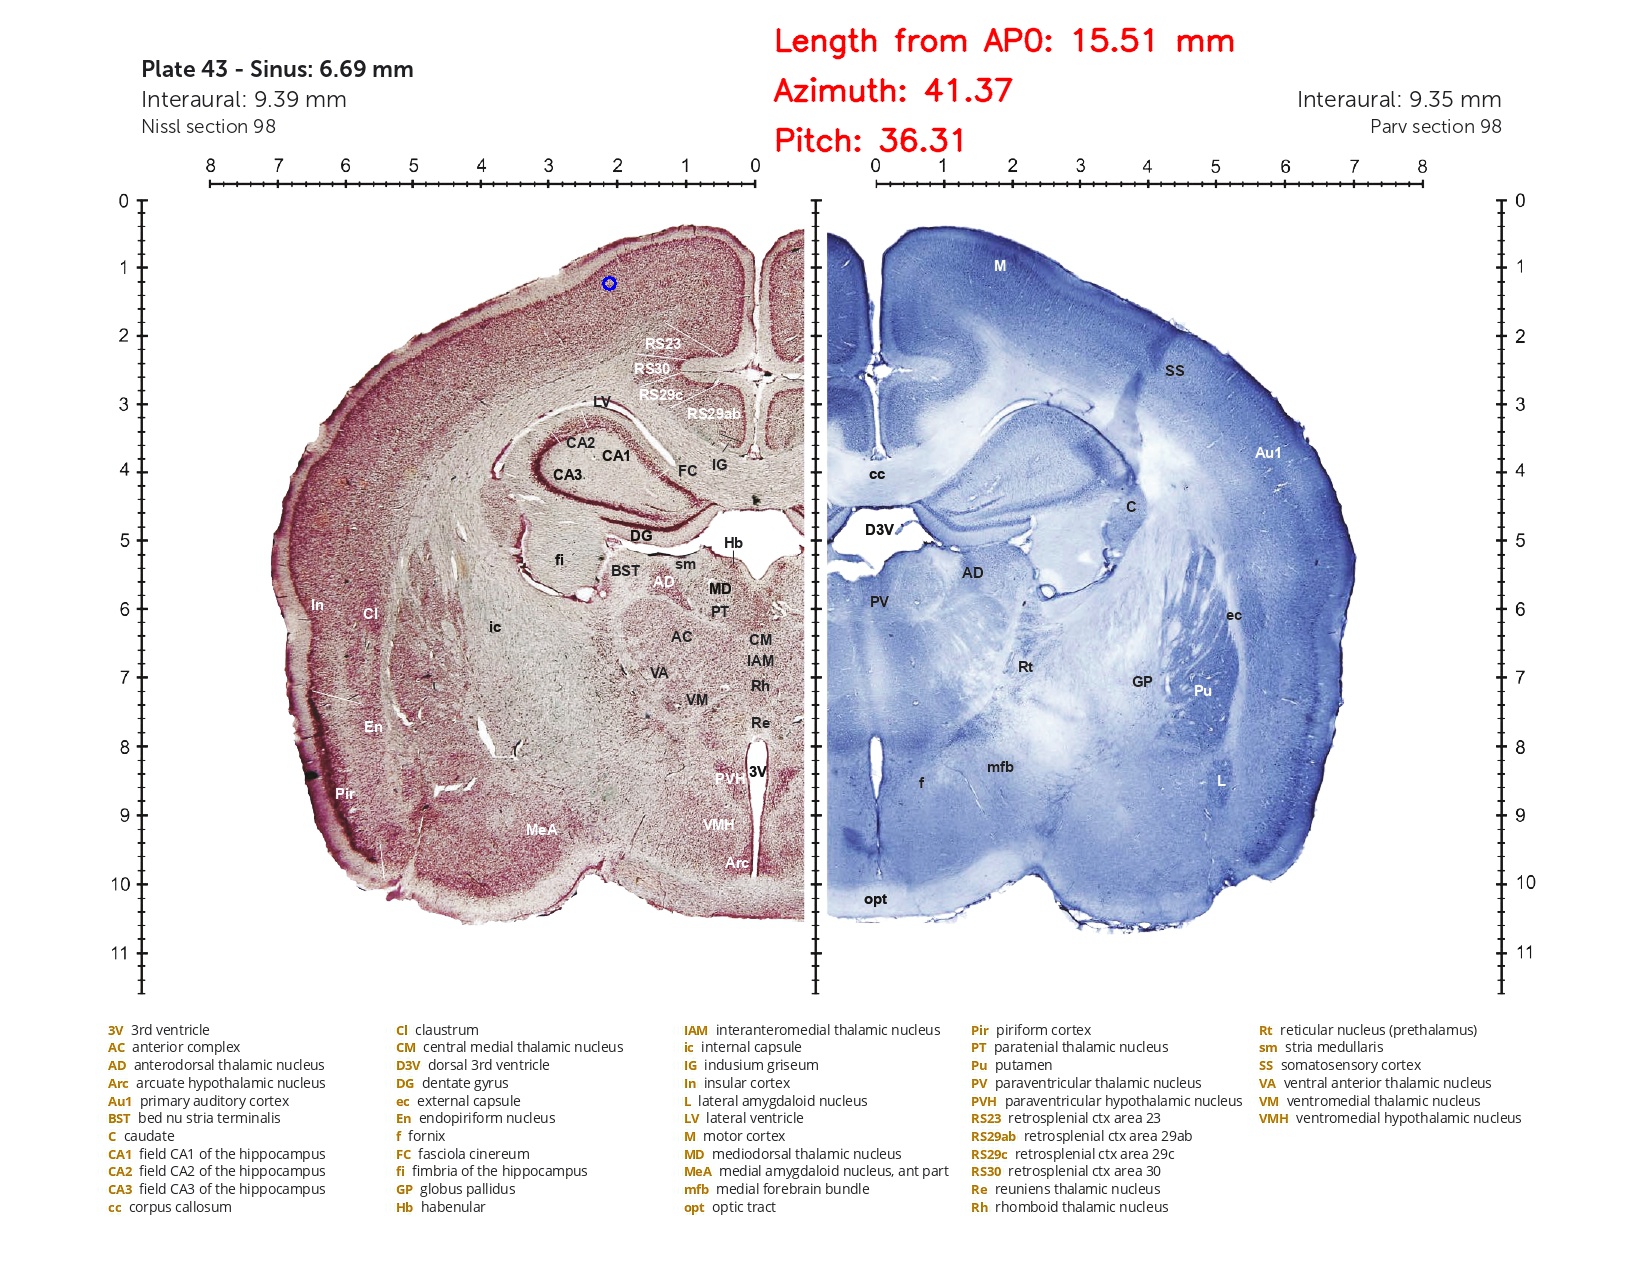 Length from AP0: 15.51 mm
Plate 43 - Sinus: 6.69 mm
Azimuth: 41.37
Interaural: 9.39 mm
Interaural: 9.35 mm
Nissl section 98
Parv section 98
Pitch: 36.31
8 7 6 5 4 3 2 1 0
0 1 2 3 4 5 6 7 8
0 0
1 M 1
2 2
RS23
RS30 SS
RS29c
3 LV RS29ab 3
CA2
CA1 Au1
CA3 FC IG cc
4 4
C
DG D3V
5 Hb 5
fi BST sm
AD AD
MD
In Cl PT PV ec
6 6
ic AC CM
IAM
VA Rt
7 Rh GP Pu 7
VM
En Re
8 8
PVH 3V f mfb L
Pir
9 MeA VMH 9
Arc
10 opt 10
11 11
3V 3rd ventricle
AC anterior complex
AD anterodorsal thalamic nucleus
Arc arcuate hypothalamic nucleus
Au1 primary auditory cortex
BST bed nu stria terminalis
C caudate
CA1 field CA1 of the hippocampus
CA2 field CA2 of the hippocampus
CA3 field CA3 of the hippocampus
cc corpus callosum
Cl claustrum
CM central medial thalamic nucleus
D3V dorsal 3rd ventricle
DG dentate gyrus
ec external capsule
En endopiriform nucleus
f fornix
FC fasciola cinereum
fi fimbria of the hippocampus
GP globus pallidus
Hb habenular
IAM interanteromedial thalamic nucleus
ic internal capsule
IG indusium griseum
In insular cortex
L lateral amygdaloid nucleus
LV lateral ventricle
M motor cortex
MD mediodorsal thalamic nucleus
MeA medial amygdaloid nucleus, ant part
mfb medial forebrain bundle
opt optic tract
Pir piriform cortex
PT paratenial thalamic nucleus
Pu putamen
PV paraventricular thalamic nucleus
PVH paraventricular hypothalamic nucleus
RS23 retrosplenial ctx area 23
RS29ab retrosplenial ctx area 29ab
RS29c retrosplenial ctx area 29c
RS30 retrosplenial ctx area 30
Re reuniens thalamic nucleus
Rh rhomboid thalamic nucleus
Rt reticular nucleus (prethalamus)
sm stria medullaris
SS somatosensory cortex
VA ventral anterior thalamic nucleus
VM ventromedial thalamic nucleus
VMH ventromedial hypothalamic nucleus